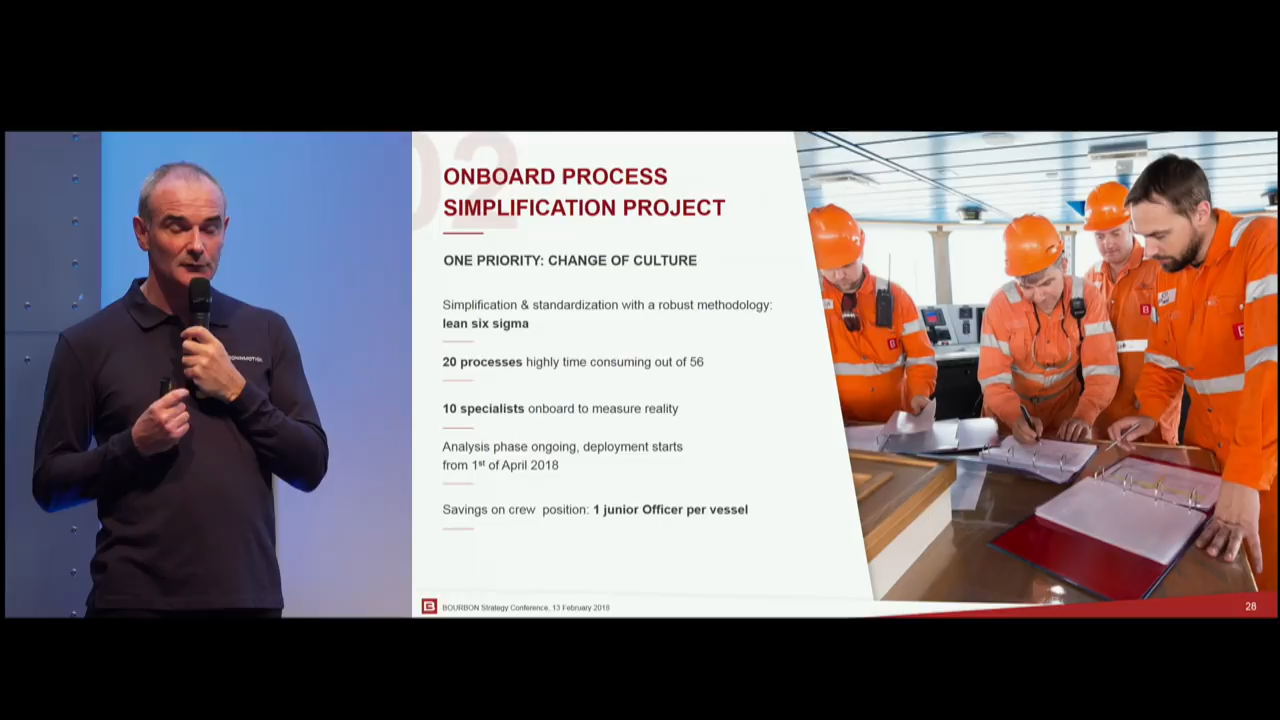 02
ONBOARD PROCESS
SIMPLIFICATION PROJECT
ONE PRIORITY: CHANGE OF CULTURE
Simplification & standardization with a robust methodology:
lean six sigma
20 processes highly time consuming out of 56
10 specialists onboard to measure reality
Analysis phase ongoing, deployment starts
from 1st of April 2018
Savings on crew position: 1 junior Officer per vessel
B BOURBON Strategy Conference, 13 February 2018
28